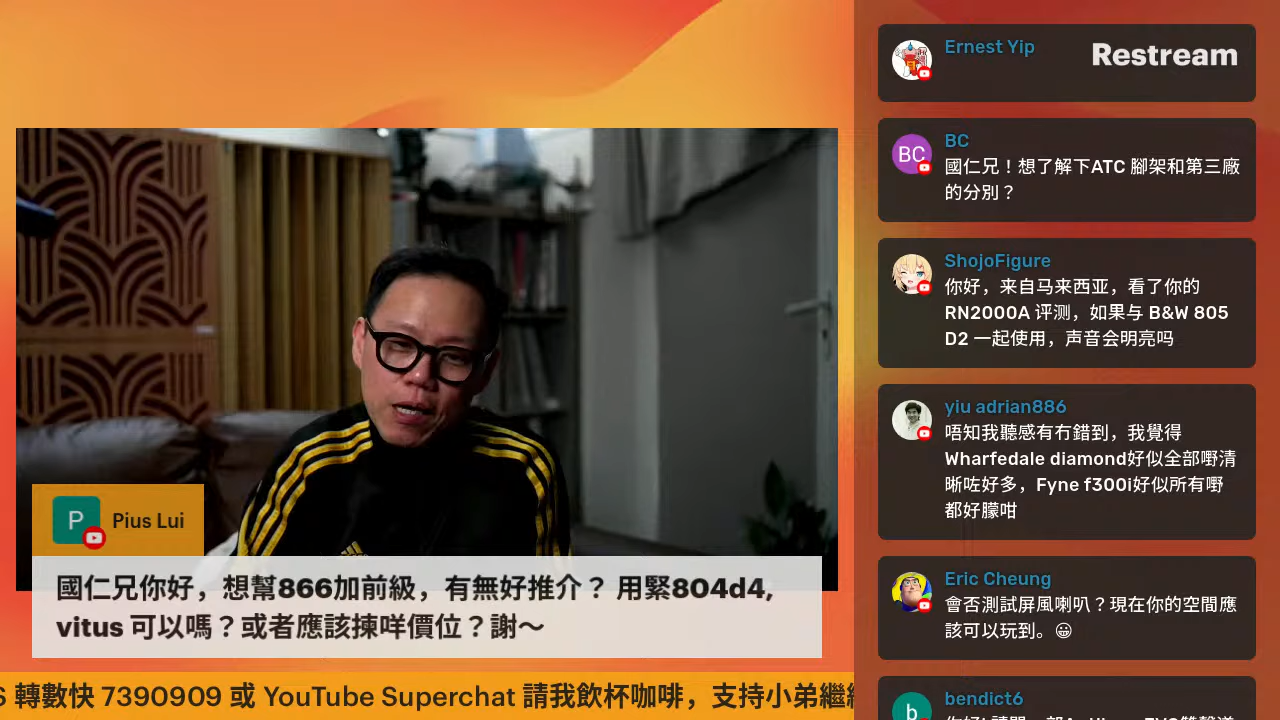 P
Pius Lui
國仁兄你好，想幫866加前級，有無好推介？ 用緊804d4,
vitus 可以嗎？或者應該揀咩價位？謝～
S 轉數快 7390909 或 YouTube Superchat 請我飲杯咖啡，支持小弟繼
Restream
Ernest Yip
BC
BC
國仁兄！想了解下ATC 腳架和第三廠
的分別？
ShojoFigure
你好，来自马来西亚，看了你的
RN2000A 评测，如果与 B&W 805
D2 一起使用，声音会明亮吗
yiu adrian886
唔知我聽感有冇錯到，我覺得
Wharfedale diamond好似全部嘢清
晰咗好多，Fyne f300i好似所有嘢
都好朦咁
Eric Cheung
會否測試屏風喇叭？現在你的空間應
該可以玩到。😀
b
bendict6